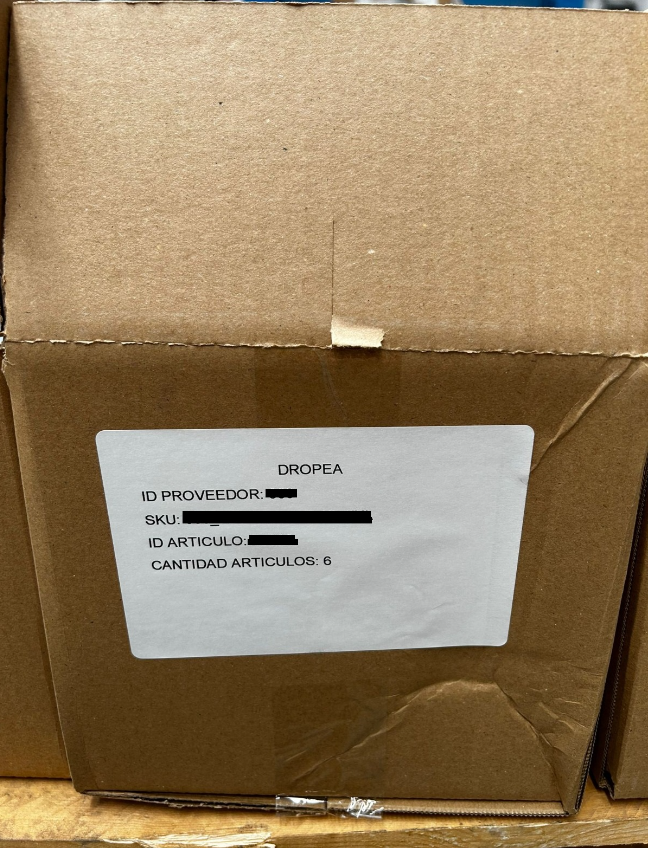 DROPEA
ID PROVEEDOR:
SKU:
ID ARTICULO:
CANTIDAD ARTICULOS: 6